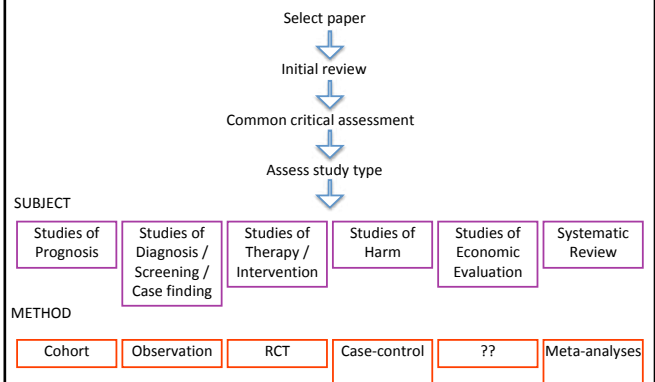 Select paper
Initial review
Common critical assessment
Assess study type
SUBJECT
Studies of
Prognosis
Studies of
Diagnosis /
Screening /
Case finding
Studies of
Therapy /
Intervention
Studies of
Harm
Studies of
Economic
Evaluation
Systematic
Review
METHOD
Cohort
Observation
RCT
Case-control
??
Meta-analyses